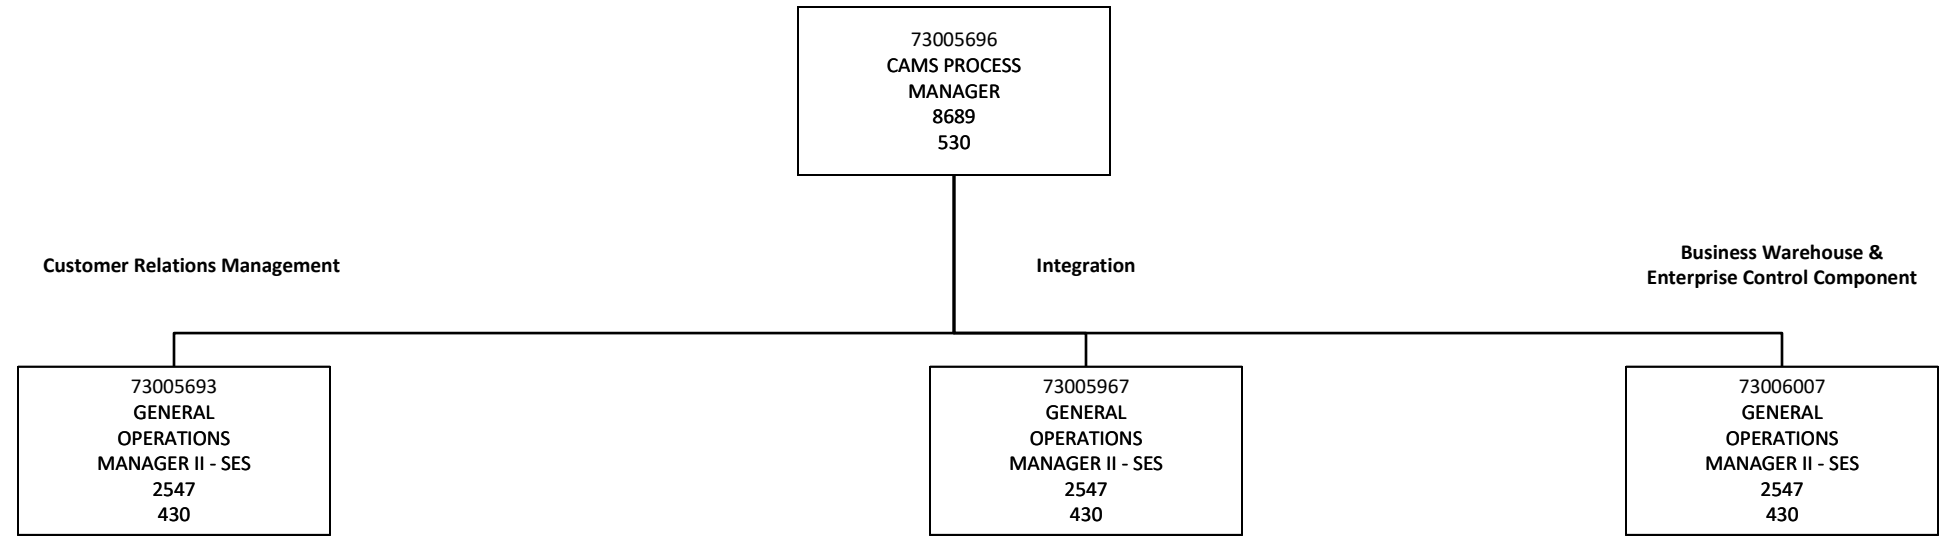 73005696
CAMS PROCESS
MANAGER
8689
530
Customer Relations Management
Integration
Business Warehouse &
Enterprise Control Component
73005693
GENERAL
OPERATIONS
MANAGER II - SES
2547
430
73005967
GENERAL
OPERATIONS
MANAGER II - SES
2547
430
73006007
GENERAL
OPERATIONS
MANAGER II - SES
2547
430